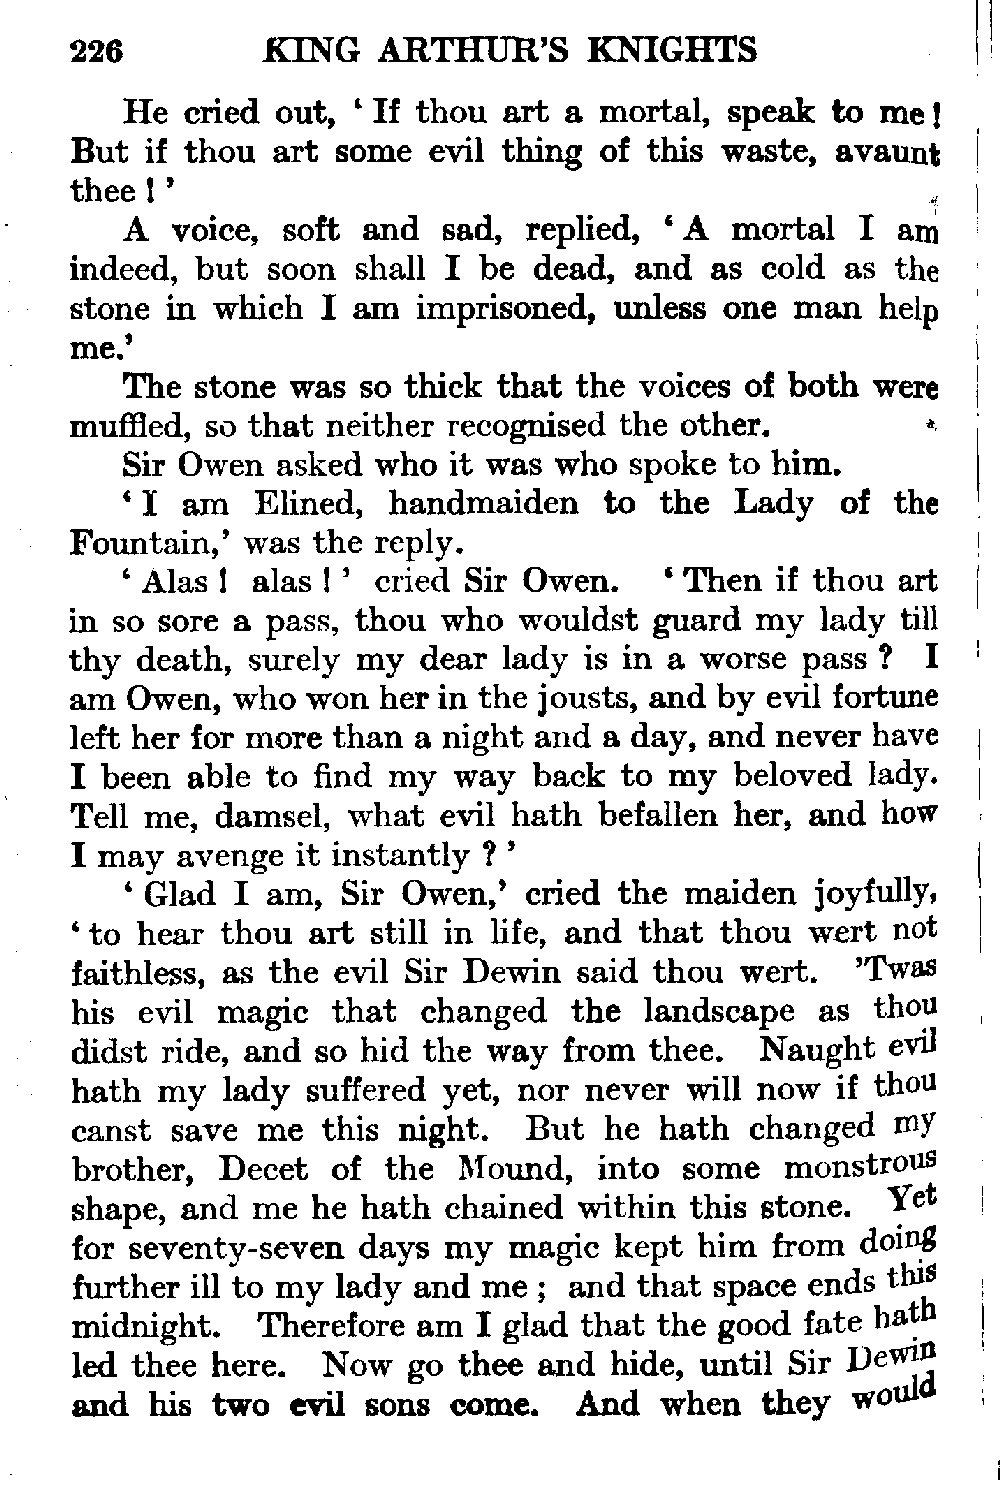 226 KING ARTHUR'S KNIGHTS
He cried out, ‘ If thou art a mortal, speak to me !
But if thou art some evil thing of this waste, avaunt
thee ! ’
A voice, soft and sad, replied, ‘ A mortal I am
indeed, but soon shall I be dead, and as cold as the
stone in which I am imprisoned, unless one man help
me.’
The stone was so thick that the voices of both were
muffled, so that neither recognised the other.
Sir Owen asked who it was who spoke to him.
‘ I am Elined, handmaiden to the Lady of the
Fountain,’ was the reply.
‘ Alas ! alas ! ’ cried Sir Owen. ‘ Then if thou art
in so sore a pass, thou who wouldst guard my lady till
thy death, surely my dear lady is in a worse pass ? I
am Owen, who won her in the jousts, and by evil fortune
left her for more than a night and a day, and never have
I been able to find my way back to my beloved lady.
Tell me, damsel, what evil hath befallen her, and how
I may avenge it instantly ? ’
‘ Glad I am, Sir Owen,’ cried the maiden joyfully,
‘ to hear thou art still in life, and that thou wert not
faithless, as the evil Sir Dewin said thou wert. ’Twas
his evil magic that changed the landscape as thou
didst ride, and so hid the way from thee. Naught evil
hath my lady suffered yet, nor never will now if thou
canst save me this night. But he hath changed my
brother, Decet of the Mound, into some monstrous
shape, and me he hath chained within this stone. Yet
for seventy-seven days my magic kept him from doing
further ill to my lady and me ; and that space ends this
midnight. Therefore am I glad that the good fate hath
led thee here. Now go thee and hide, until Sir Dewin
and his two evil sons come. And when they would